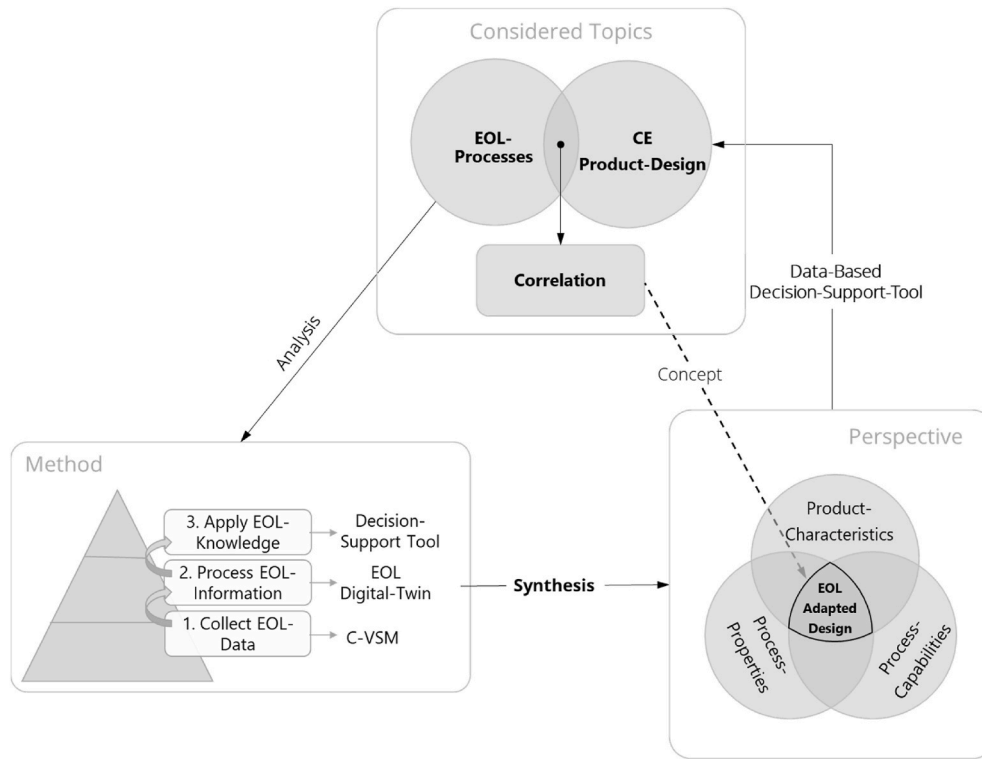 Considered Topics
EOL-
Processes
CE
Product-Design
Correlation
Analysis
Data-Based
Decision-Support-Tool
Concept
Method
3. Apply EOL-
Knowledge
Decision-
Support Tool
2. Process EOL-
Information
EOL
Digital-Twin
1. Collect EOL-
Data
C-VSM
Synthesis
Perspective
Product-
Characteristics
EOL
Adapted
Design
Process-
Properties
Process-
Capabilities